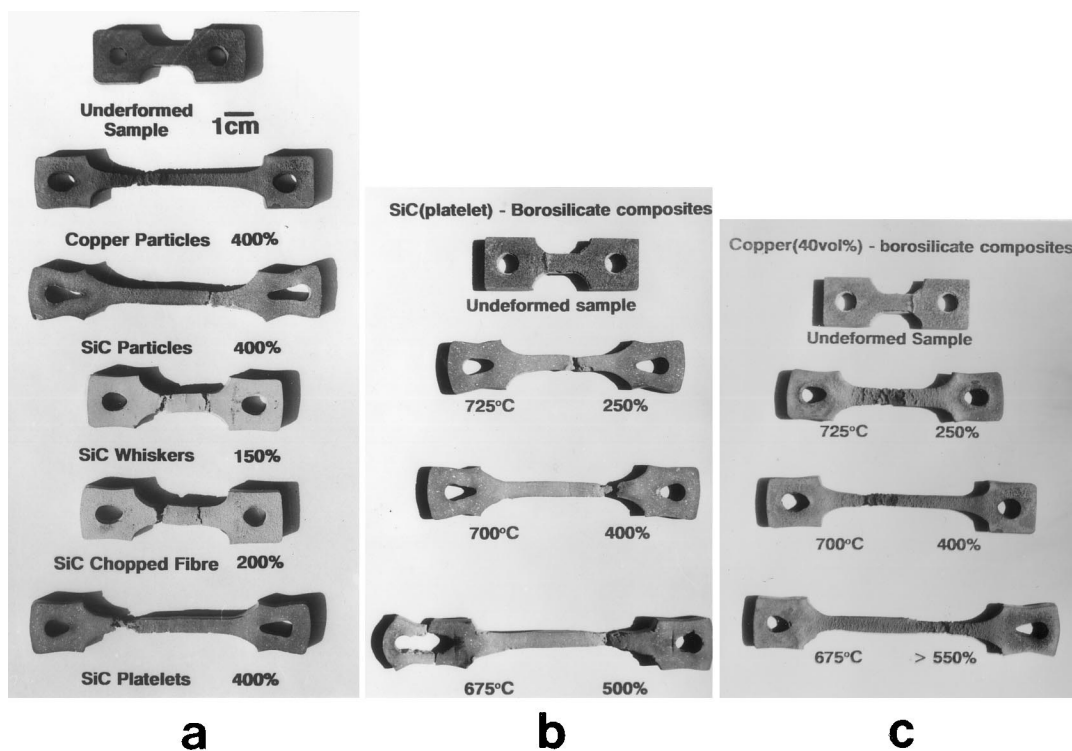 Underformed
Sample
1cm
Copper Particles 400%
SiC Particles 400%
SiC Whiskers 150%
SiC Chopped Fibre 200%
SiC Platelets 400%
a
SiC(platelet) - Borosilicate composites
Undeformed sample
725°C 250%
700°C 400%
675°C 500%
b
Copper(40vol%) - borosilicate composites
Undeformed Sample
725°C 250%
700°C 400%
675°C > 550%
c